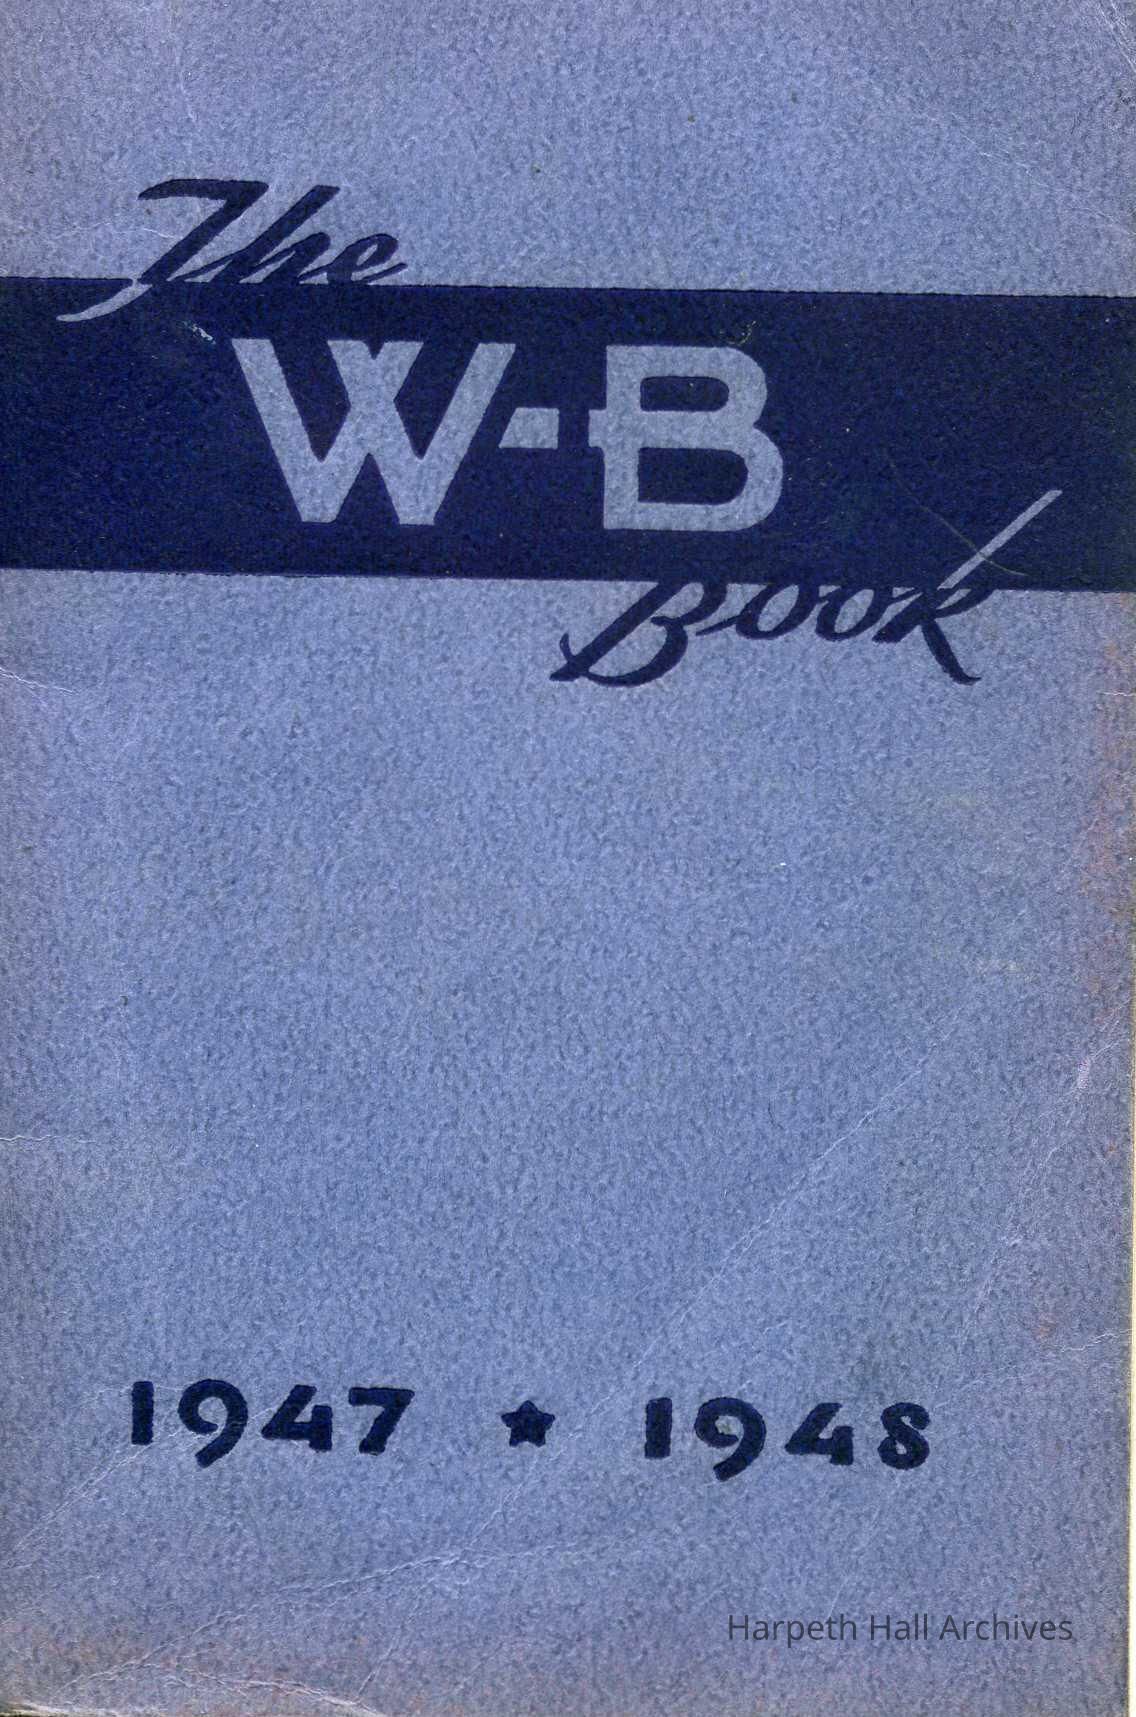 The
W-B
Book
1947 ★ 1948
Harpeth Hall Archives